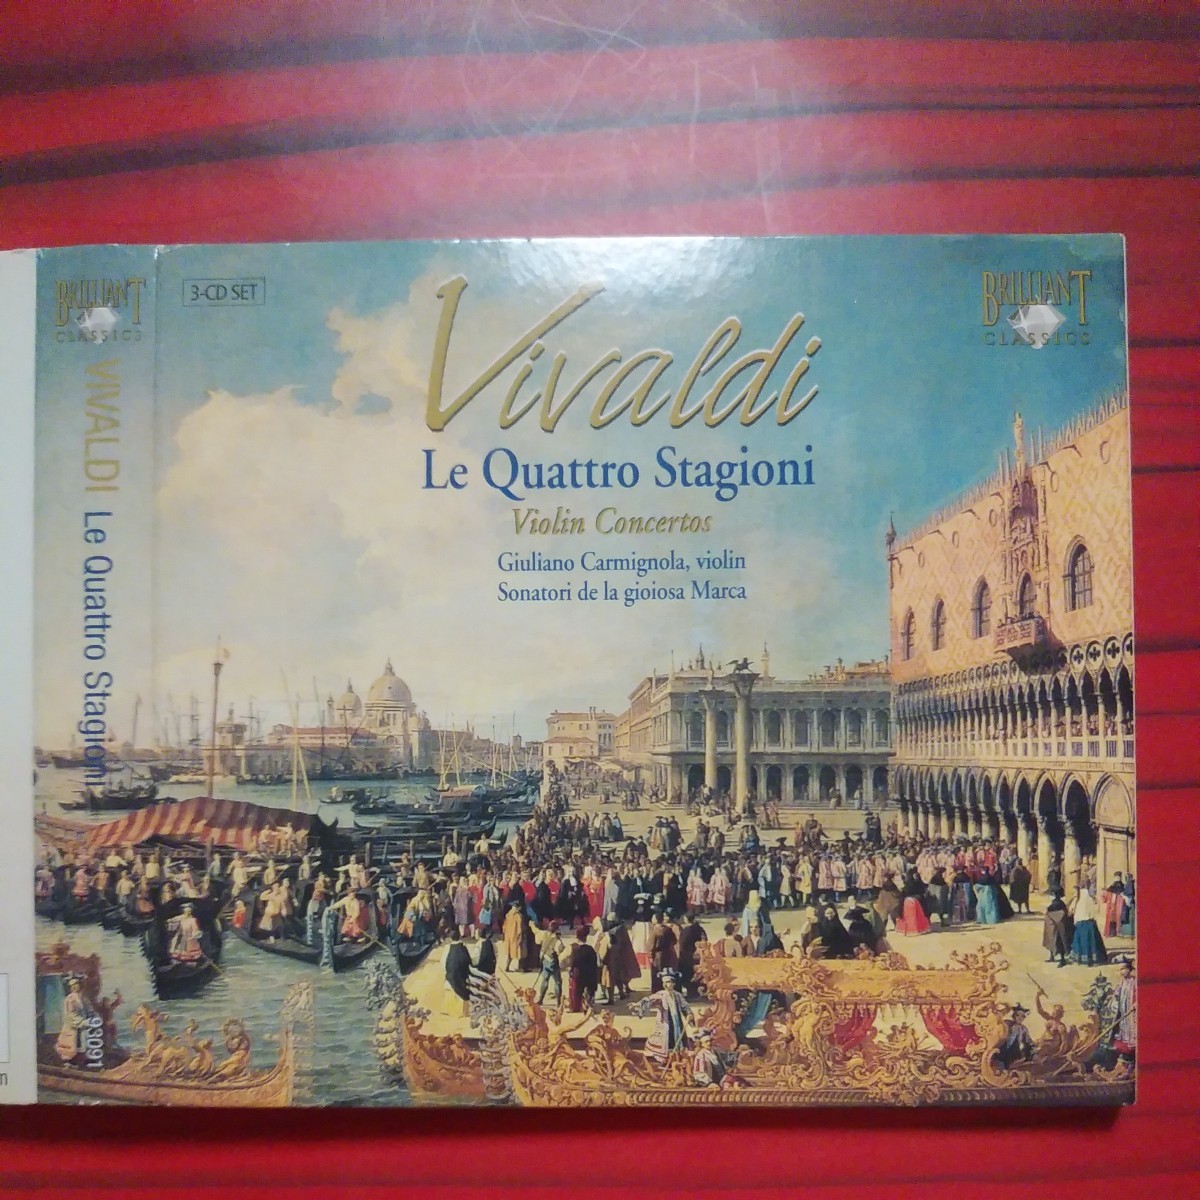 BRILLIANT
CLASSICS
VIVALDI Le Quattro Stagioni
93091
3-CD SET
Vivaldi
Le Quattro Stagioni
Violin Concertos
Giuliano Carmignola, violin
Sonatori de la gioiosa Marca
BRILLIANT
CLASSICS